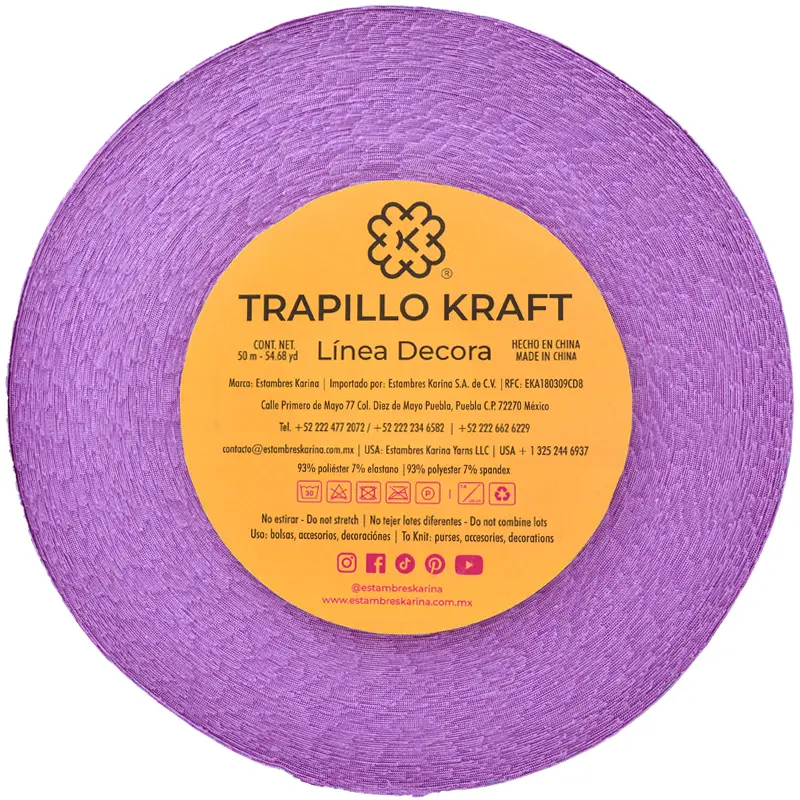 K
®
TRAPILLO KRAFT
CONT. NET.
50 m - 54.68 yd
Línea Decora
HECHO EN CHINA
MADE IN CHINA
Marca: Estambres Karina | Importado por: Estambres Karina S.A. de C.V. | RFC: EKA180309CD8
Calle Primero de Mayo 77 Col. Diez de Mayo Puebla, Puebla C.P. 72270 México
Tel. +52 222 477 2072 / +52 222 234 6582 | +52 222 662 6229
contacto@estambreskarina.com.mx | USA: Estambres Karina Yarns LLC | USA + 1 325 244 6937
93% poliéster 7% elastano | 93% polyester 7% spandex
30 P |
No estirar - Do not stretch | No tejer lotes diferentes - Do not combine lots
Uso: bolsas, accesorios, decoraciónes | To Knit: purses, accesories, decorations
@estambreskarina
www.estambreskarina.com.mx